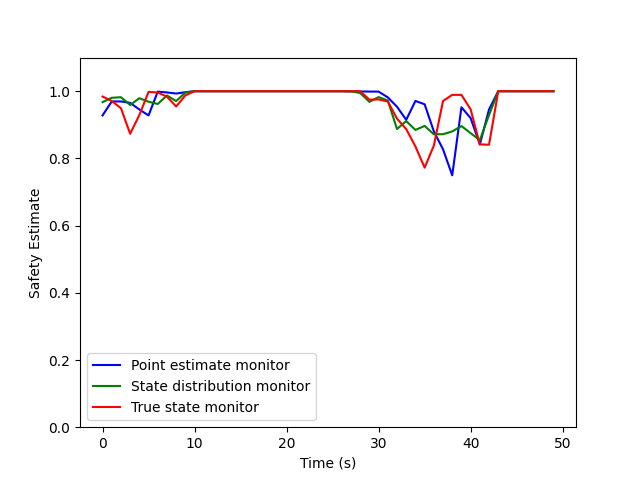 1.0
0.8
0.6
0.4
0.2
0.0
Safety Estimate
Point estimate monitor
State distribution monitor
True state monitor
0 10 20 30 40 50
Time (s)